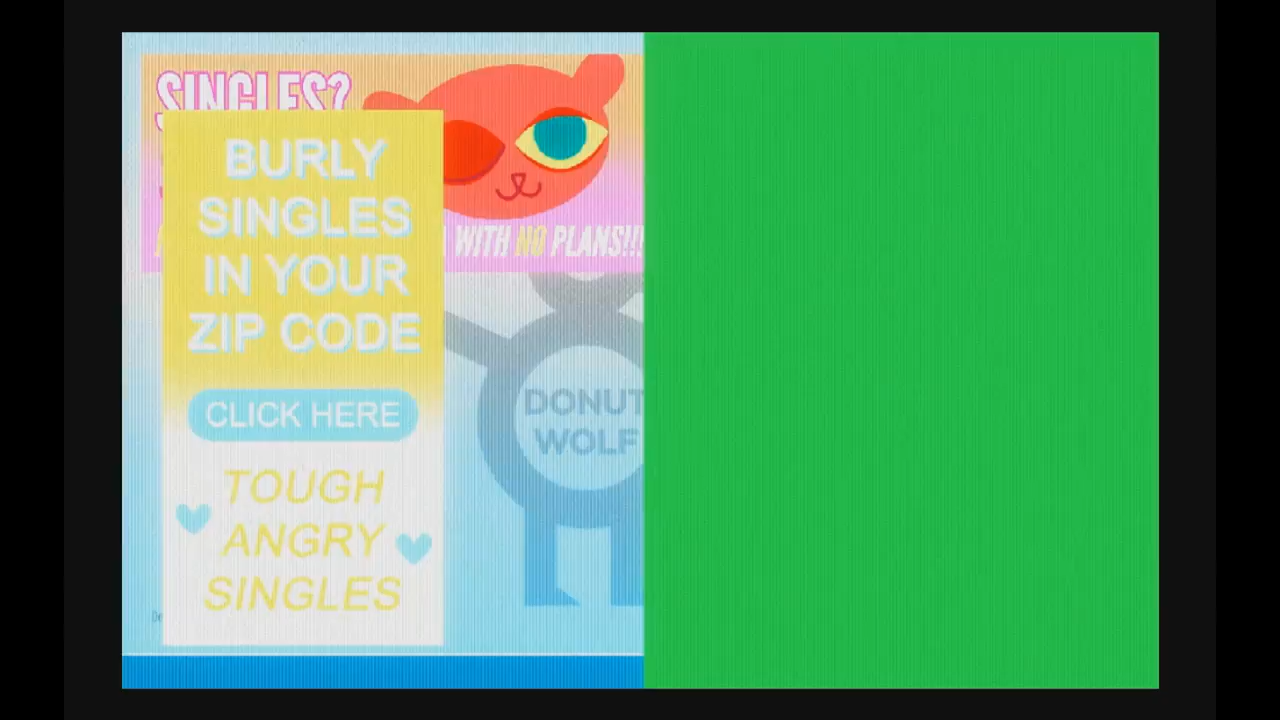 SINGLES?
BURLY
SINGLES
IN YOUR
ZIP CODE
WITH NO PLANS!!!
CLICK HERE
DONUT
WOLF
TOUGH
ANGRY
SINGLES